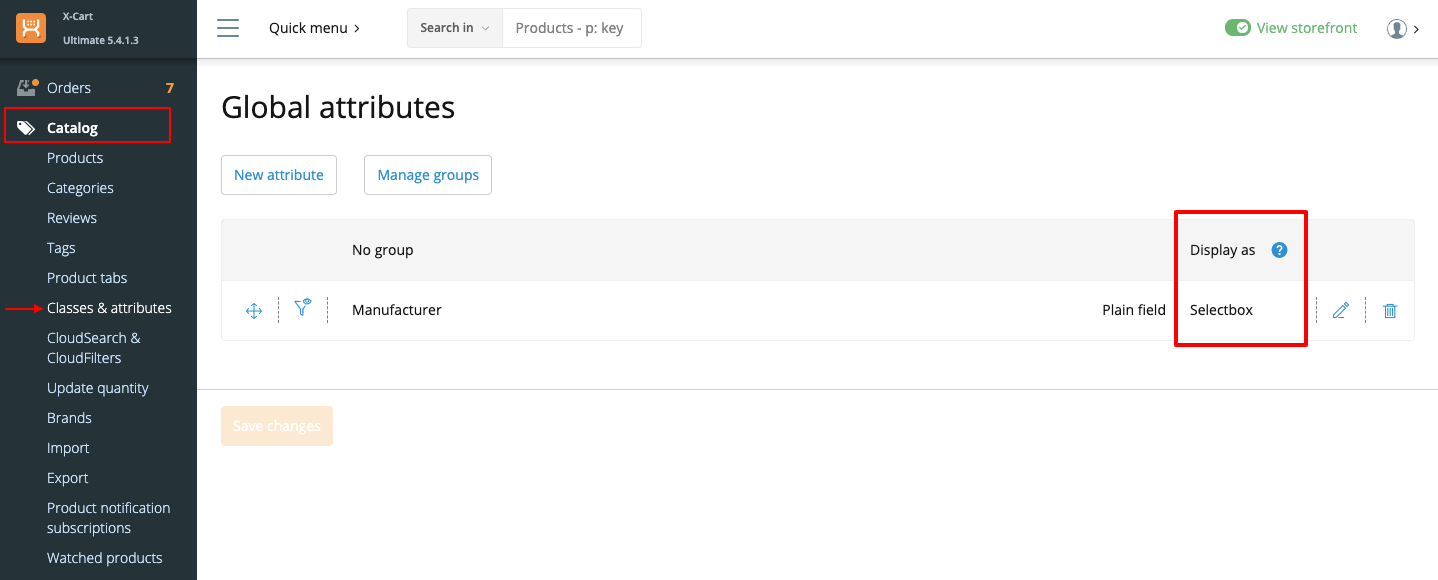 X-Cart
Ultimate 5.4.1.3
Quick menu
Search in
Products - p: key
View storefront
Orders 7
Catalog
Products
Categories
Reviews
Tags
Product tabs
Classes & attributes
CloudSearch &
CloudFilters
Update quantity
Brands
Import
Export
Product notification
subscriptions
Watched products
Global attributes
New attribute
Manage groups
No group
Display as ?
Manufacturer
Plain field
Selectbox
Save changes